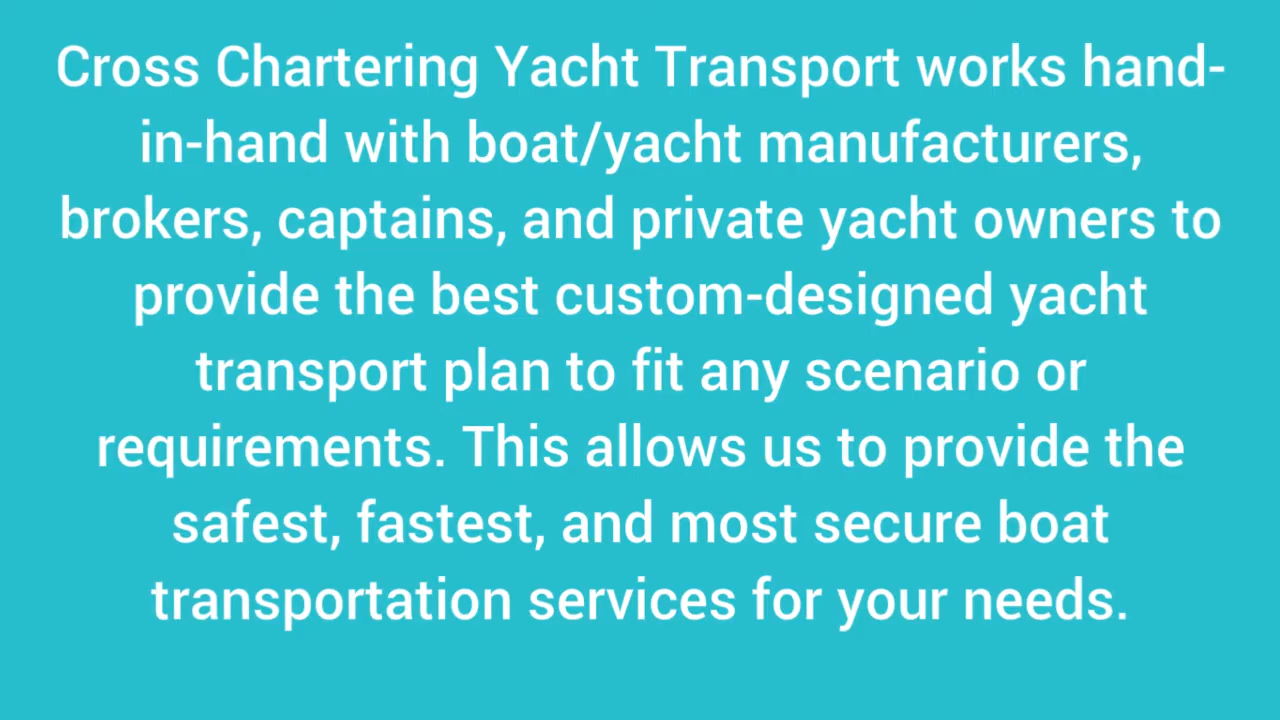 Cross Chartering Yacht Transport works hand-
in-hand with boat/yacht manufacturers,
brokers, captains, and private yacht owners to
provide the best custom-designed yacht
transport plan to fit any scenario or
requirements. This allows us to provide the
safest, fastest, and most secure boat
transportation services for your needs.